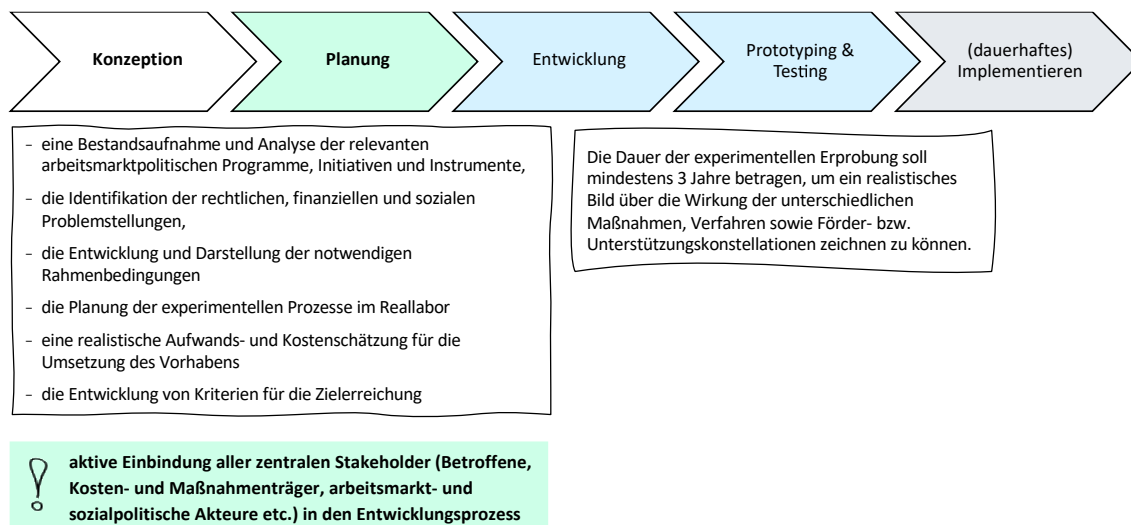 Konzeption
Planung
Entwicklung
Prototyping &
Testing
(dauerhaftes)
Implementieren
- eine Bestandsaufnahme und Analyse der relevanten
arbeitsmarktpolitischen Programme, Initiativen und Instrumente,
- die Identifikation der rechtlichen, finanziellen und sozialen
Problemstellungen,
- die Entwicklung und Darstellung der notwendigen
Rahmenbedingungen
- die Planung der experimentellen Prozesse im Reallabor
- eine realistische Aufwands- und Kostenschätzung für die
Umsetzung des Vorhabens
- die Entwicklung von Kriterien für die Zielerreichung
Die Dauer der experimentellen Erprobung soll
mindestens 3 Jahre betragen, um ein realistisches
Bild über die Wirkung der unterschiedlichen
Maßnahmen, Verfahren sowie Förder- bzw.
Unterstützungskonstellationen zeichnen zu können.
!
aktive Einbindung aller zentralen Stakeholder (Betroffene,
Kosten- und Maßnahmenträger, arbeitsmarkt- und
sozialpolitische Akteure etc.) in den Entwicklungsprozess